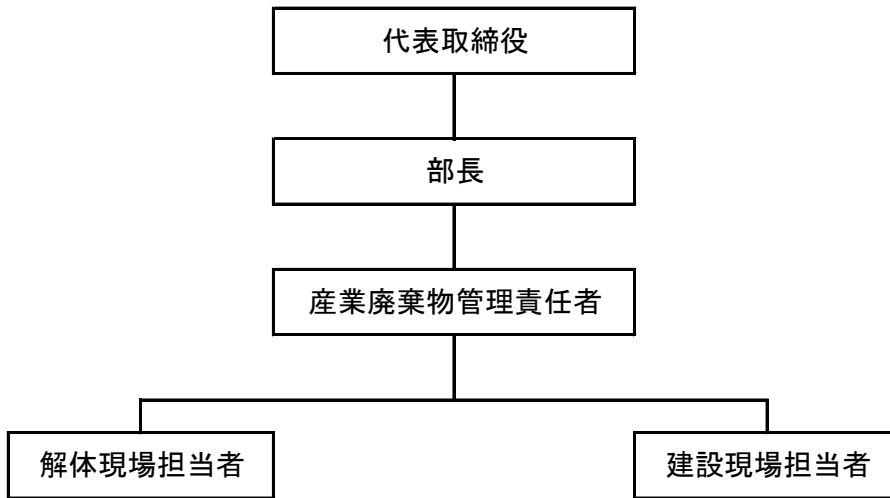 代表取締役
部長
産業廃棄物管理責任者
解体現場担当者
建設現場担当者